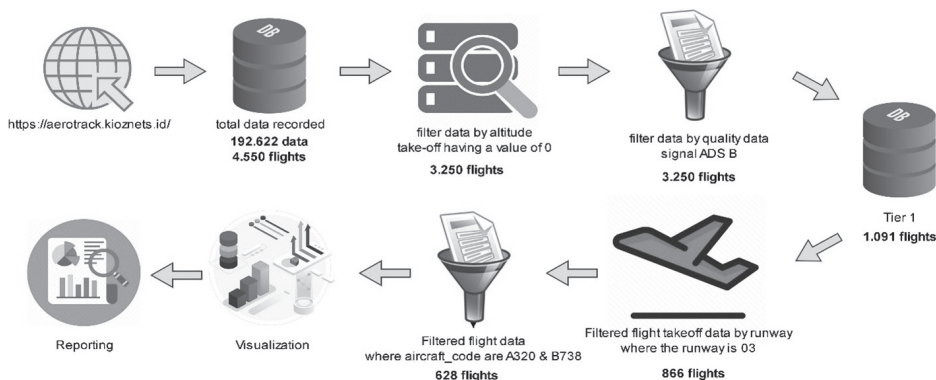 DB
https://aerotrack.kioznets.id/
total data recorded
192.622 data
4.550 flights
filter data by altitude
take-off having a value of 0
3.250 flights
filter data by quality data
signal ADS B
3.250 flights
DB
Tier 1
1.091 flights
Filtered flight takeoff data by runway
where the runway is 03
866 flights
Filtered flight data
where aircraft_code are A320 & B738
628 flights
Visualization
Reporting